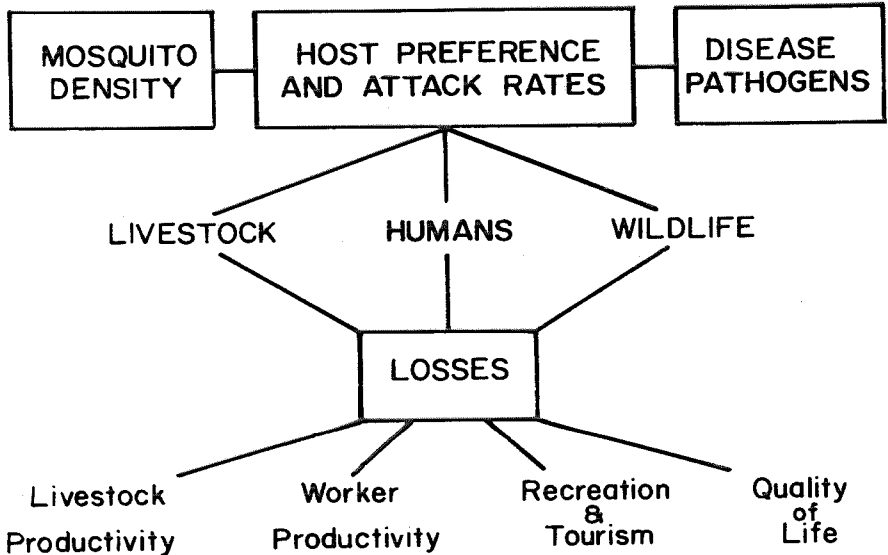 MOSQUITO
DENSITY
HOST PREFERENCE
AND ATTACK RATES
DISEASE
PATHOGENS
LIVESTOCK
HUMANS
WILDLIFE
LOSSES
Livestock
Productivity
Worker
Productivity
Recreation
&
Tourism
Quality
of
Life